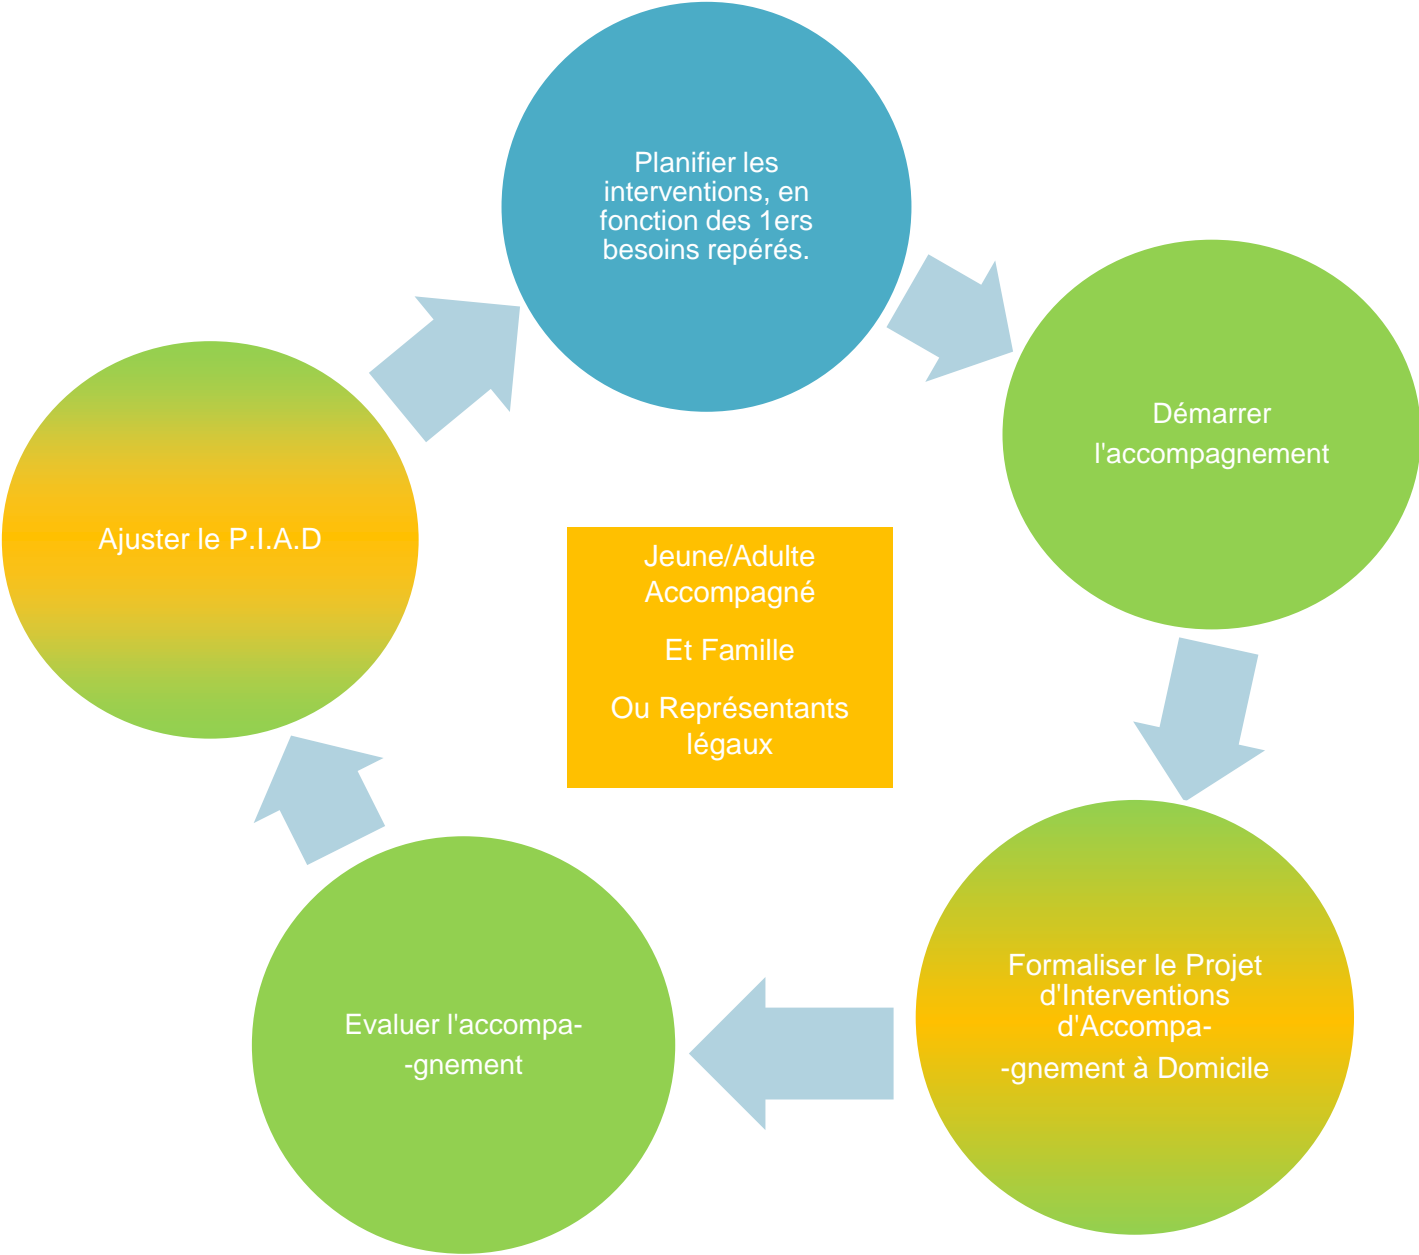 Planifier les
interventions, en
fonction des 1ers
besoins repérés.
Démarrer
l'accompagnement
Formaliser le Projet
d'Interventions
d'Accompa-
-gnement à Domicile
Evaluer l'accompa-
-gnement
Ajuster le P.I.A.D
Jeune/Adulte
Accompagné
Et Famille
Ou Représentants
légaux